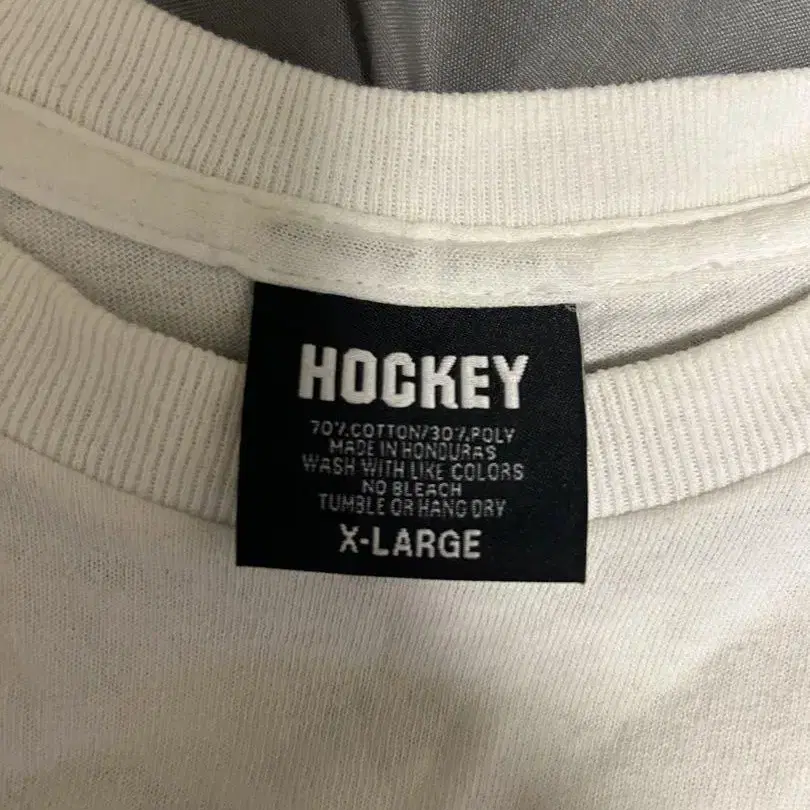 HOCKEY
70% COTTON/30% POLY
MADE IN HONDURAS
WASH WITH LIKE COLORS
NO BLEACH
TUMBLE OR HANG DRY
X-LARGE